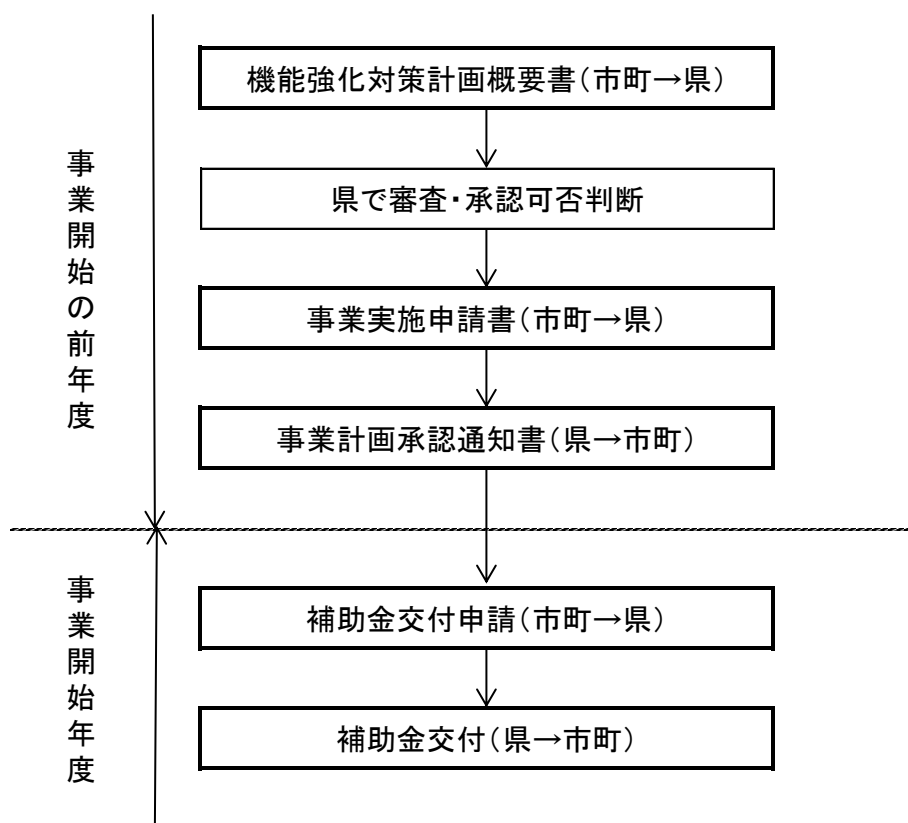 事業開始の前年度
機能強化対策計画概要書（市町→県）
県で審査・承認可否判断
事業実施申請書（市町→県）
事業計画承認通知書（県→市町）
事業開始年度
補助金交付申請（市町→県）
補助金交付（県→市町）